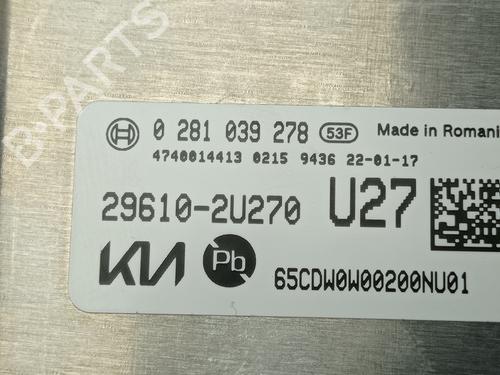 B-PARTS
0 281 039 278 53F Made in Romani
4740014413 0215 9436 22-01-17
29610-2U270 U27
KIA Pb 65CDW0W00200NU01